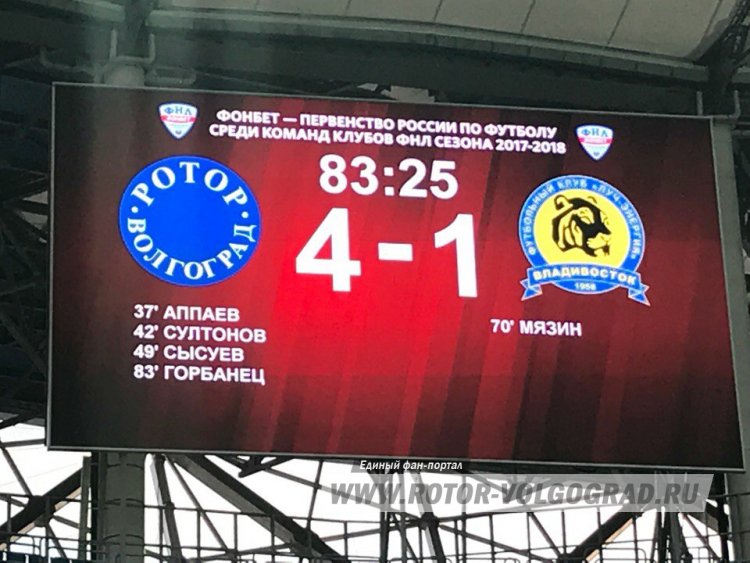 ФНЛ
ФОНБЕТ
ФОНБЕТ — ПЕРВЕНСТВО РОССИИ ПО ФУТБОЛУ
СРЕДИ КОМАНД КЛУБОВ ФНЛ СЕЗОНА 2017-2018
ФНЛ
ФОНБЕТ
83:25
РОТОР
ВОЛГОГРАД
4-1
ФУТБОЛЬНЫЙ КЛУБ «ЛУЧ-ЭНЕРГИЯ»
ВЛАДИВОСТОК
1958
37' АППАЕВ
42' СУЛТОНОВ
49' СЫСУЕВ
83' ГОРБАНЕЦ
70' МЯЗИН
Единый фан-портал
WWW.ROTOR-VOLGOGRAD.RU